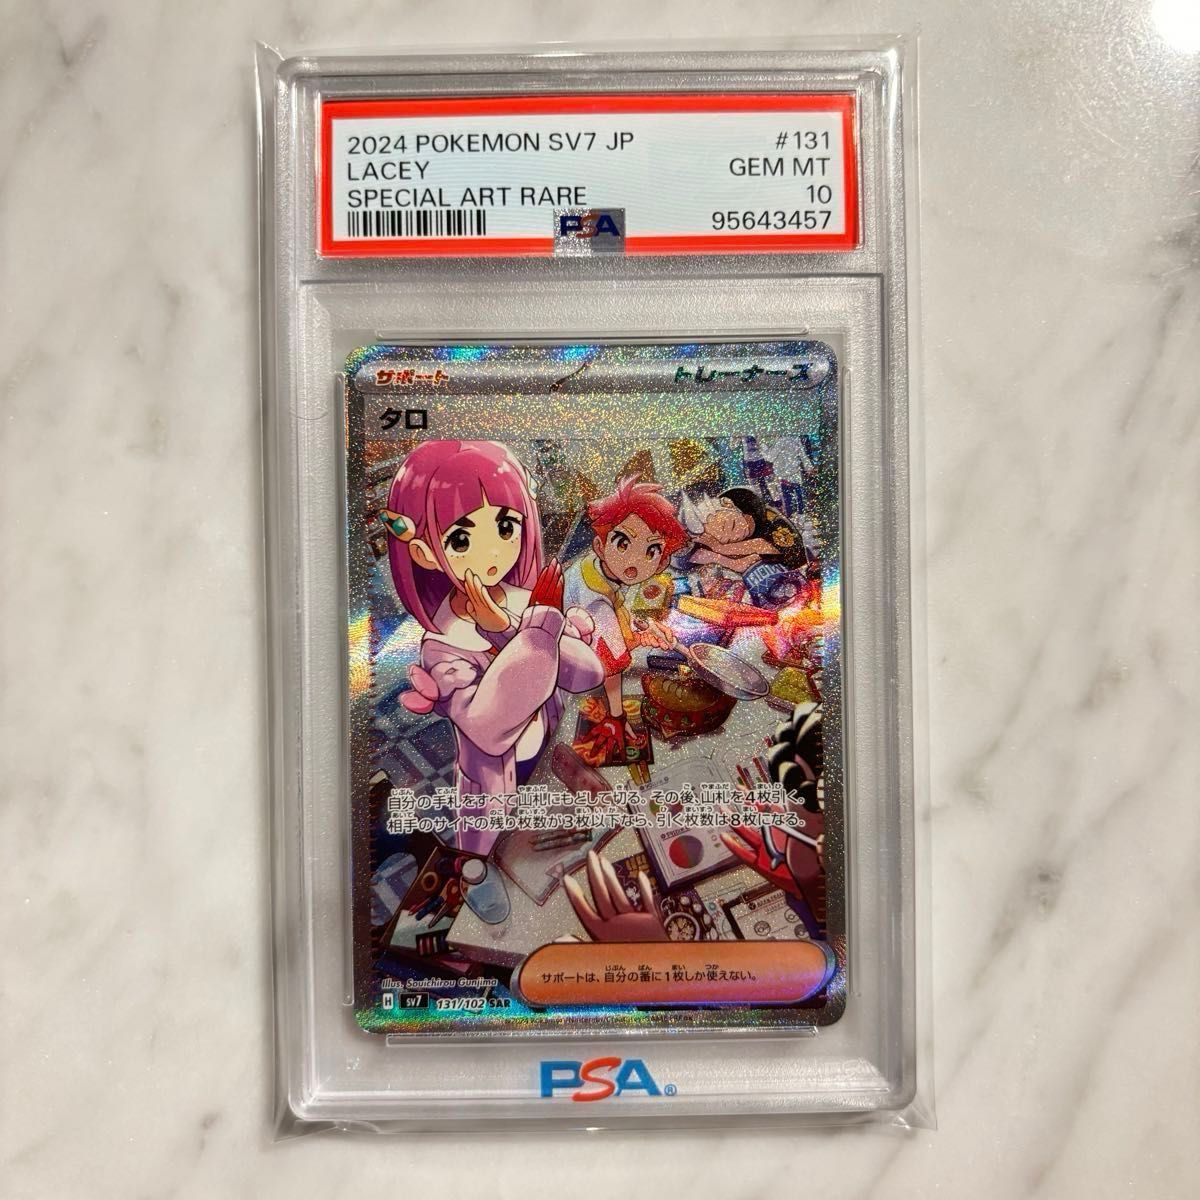 2024 POKEMON SV7 JP #131
LACEY GEM MT
SPECIAL ART RARE 10
PSA 95643457
サポート トレーナーズ
タロ
自分の手札をすべて山札にもどして切る。その後、山札を4枚引く。
相手のサイドの残り枚数が3枚以下なら、引く枚数は8枚になる。
サポートは、自分の番に1枚しか使えない。
Illus. Souichirou Gunjima
H SV7 131/102 SAR
PSA®